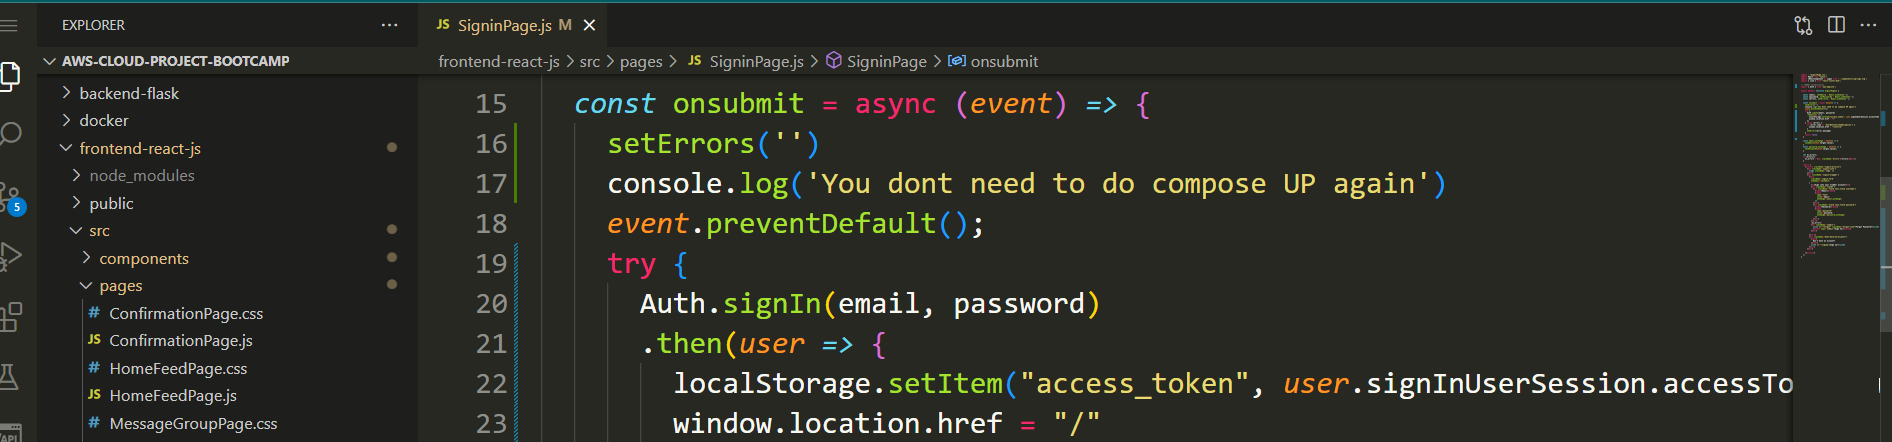 EXPLORER
SigninPage.js M
AWS-CLOUD-PROJECT-BOOTCAMP
backend-flask
docker
frontend-react-js
node_modules
public
src
components
pages
ConfirmationPage.css
ConfirmationPage.js
HomeFeedPage.css
HomeFeedPage.js
MessageGroupPage.css
5
frontend-react-js > src > pages > JS SigninPage.js > SigninPage > onsubmit
15 const onsubmit = async (event) => {
16 setErrors('')
17 console.log('You dont need to do compose UP again')
18 event.preventDefault();
19 try {
20 Auth.signIn(email, password)
21 .then(user => {
22 localStorage.setItem("access_token", user.signInUserSession.accessTo
23 window.location.href = "/"